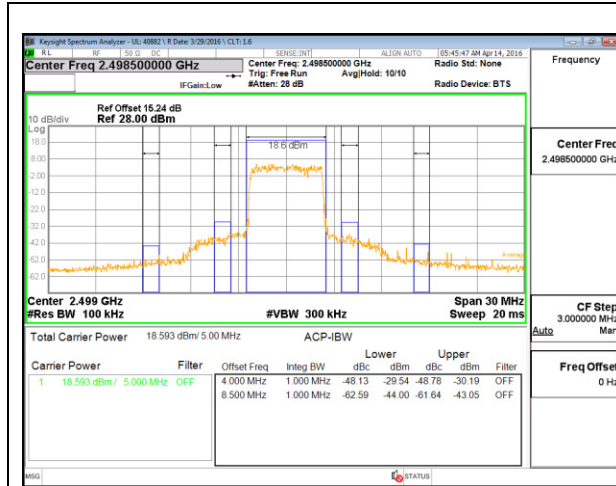 Keysight Spectrum Analyzer - UL: 40882 \ R Date: 3/29/2016 \ CLT: 1.6
RL RF 50 Ω DC SENSE:INT ALIGN AUTO 05:45:47 AM Apr 14, 2016
Center Freq 2.498500000 GHz
Center Freq: 2.498500000 GHz
Radio Std: None
Trig: Free Run Avg|Hold: 10/10
IFGain:Low #Atten: 28 dB Radio Device: BTS
Frequency
Ref Offset 15.24 dB
10 dB/div Ref 28.00 dBm
Log
18.0
18.6 dBm
8.00
-2.00
-12.0
-22.0
-32.0
-42.0
-52.0
-62.0
Average
Center Freq
2.498500000 GHz
Center 2.499 GHz Span 30 MHz
#Res BW 100 kHz #VBW 300 kHz Sweep 20 ms
CF Step
3.000000 MHz
Auto Man
Freq Offset
0 Hz
Total Carrier Power 18.593 dBm/ 5.00 MHz ACP-IBW
Lower Upper
Carrier Power Filter Offset Freq Integ BW dBc dBm dBc dBm Filter
1 18.593 dBm / 5.000 MHz OFF 4.000 MHz 1.000 MHz -48.13 -29.54 -48.78 -30.19 OFF
8.500 MHz 1.000 MHz -62.59 -44.00 -61.64 -43.05 OFF
MSG STATUS